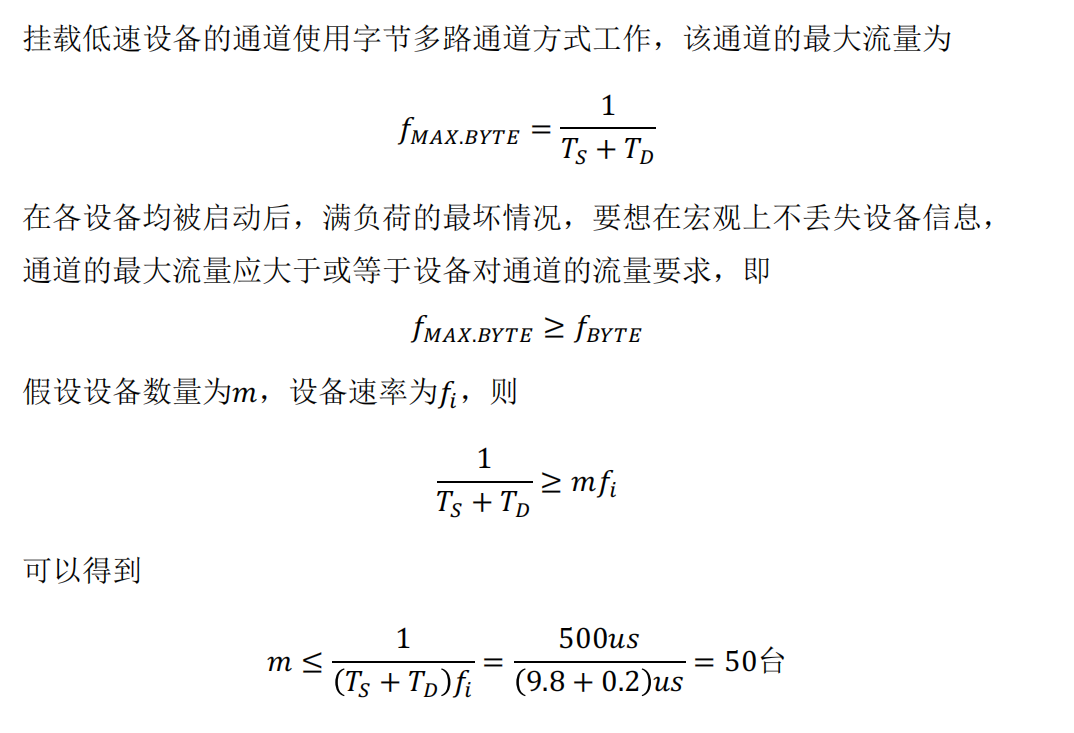 挂载低速设备的通道使用字节多路通道方式工作，该通道的最大流量为
f_{MAX.BYTE} = \frac{1}{T_S + T_D}
在各设备均被启动后，满负荷的最坏情况，要想在宏观上不丢失设备信息，
通道的最大流量应大于或等于设备对通道的流量要求，即
f_{MAX.BYTE} ≥ f_{BYTE}
假设设备数量为m，设备速率为f_i，则
\frac{1}{T_S + T_D} ≥ mf_i
可以得到
m ≤ \frac{1}{(T_S + T_D)f_i} = \frac{500us}{(9.8 + 0.2)us} = 50台